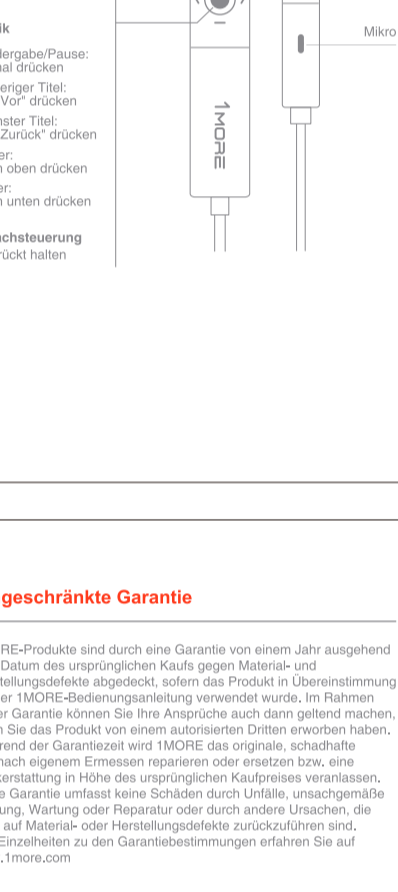 ik
dergabe/Pause:
nal drücken
eriger Titel:
"Vor" drücken
nster Titel:
"Zurück" drücken
er:
n oben drücken
er:
n unten drücken
achsteuerung
rückt halten
1MORE
Mikro
geschränkte Garantie
RE-Produkte sind durch eine Garantie von einem Jahr ausgehend
Datum des ursprünglichen Kaufs gegen Material- und
tellungsdefekte abgedeckt, sofern das Produkt in Übereinstimmung
er 1MORE-Bedienungsanleitung verwendet wurde. Im Rahmen
er Garantie können Sie Ihre Ansprüche auch dann geltend machen,
n Sie das Produkt von einem autorisierten Dritten erworben haben.
rend der Garantiezeit wird 1MORE das originale, schadhafte
nach eigenem Ermessen reparieren oder ersetzen bzw. eine
kerstattung in Höhe des ursprünglichen Kaufpreises veranlassen.
e Garantie umfasst keine Schäden durch Unfälle, unsachgemäße
ung, Wartung oder Reparatur oder durch andere Ursachen, die
auf Material- oder Herstellungsdefekte zurückzuführen sind.
Einzelheiten zu den Garantiebestimmungen erfahren Sie auf
.1more.com